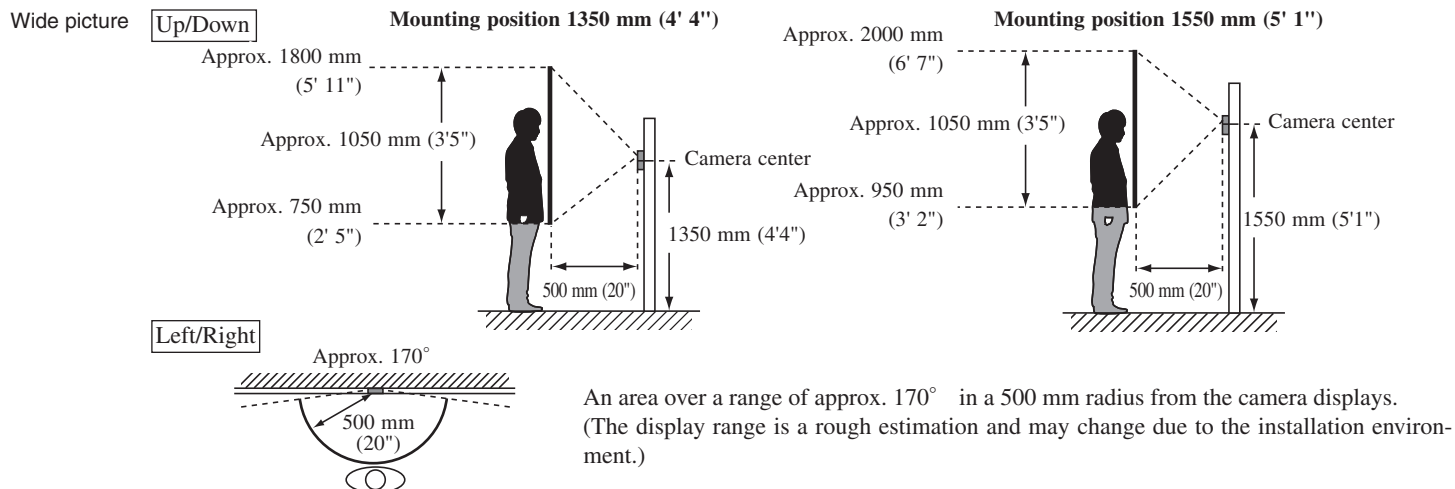 Wide picture
Up/Down
Mounting position 1350 mm (4' 4")
Approx. 1800 mm
(5' 11")
Approx. 1050 mm (3'5")
Camera center
Approx. 750 mm
(2' 5")
1350 mm (4'4")
500 mm (20")
Mounting position 1550 mm (5' 1")
Approx. 2000 mm
(6' 7")
Approx. 1050 mm (3'5")
Camera center
Approx. 950 mm
(3' 2")
1550 mm (5'1")
500 mm (20")
Left/Right
Approx. 170°
500 mm
(20")
An area over a range of approx. 170° in a 500 mm radius from the camera displays.
(The display range is a rough estimation and may change due to the installation environ-
ment.)